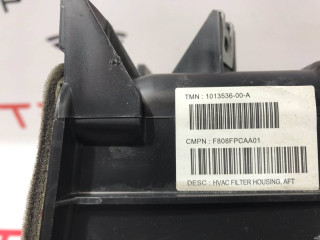 TMN : 1013536-00-A
CMPN : F808FPCAA01
DESC : HVAC FILTER HOUSING, AFT